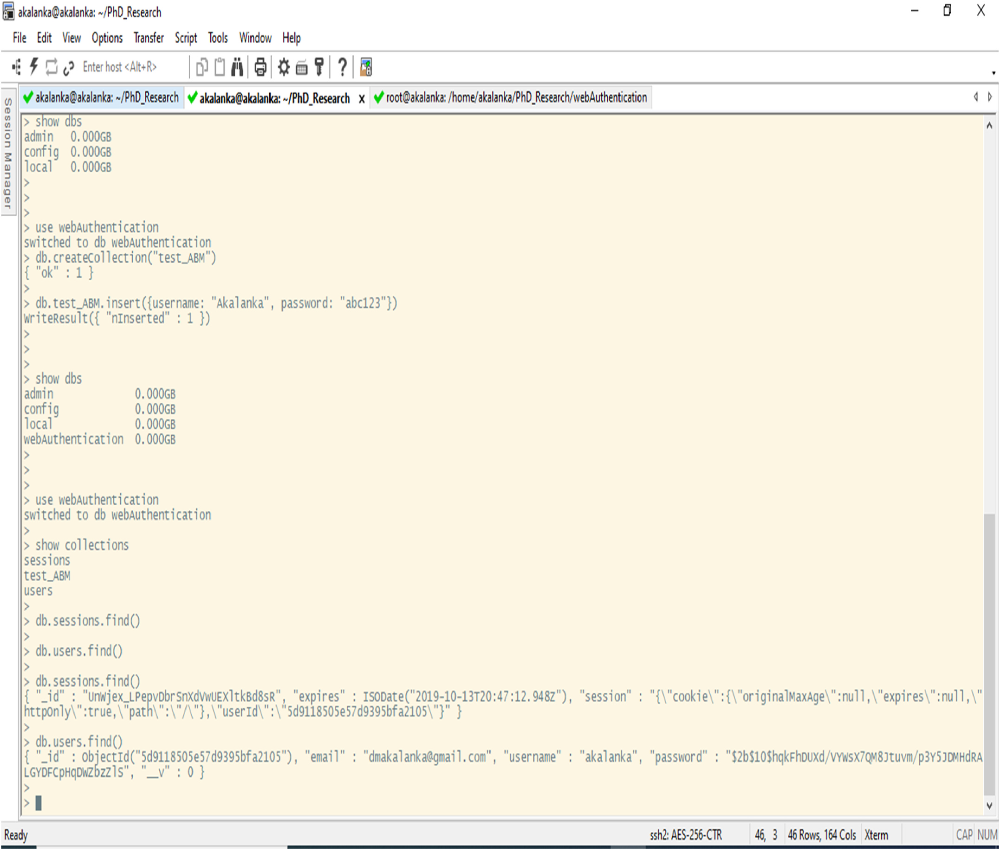 akalanka@akalanka: ~/PhD_Research
File Edit View Options Transfer Script Tools Window Help
Enter host <Alt+R>
Session Manager
akalanka@akalanka: ~/PhD_Research akalanka@akalanka: ~/PhD_Research x root@akalanka: /home/akalanka/PhD_Research/webAuthentication
> show dbs
admin 0.000GB
config 0.000GB
local 0.000GB
>
>
>
> use webAuthentication
switched to db webAuthentication
> db.createCollection("test_ABM")
{ "ok" : 1 }
>
> db.test_ABM.insert({username: "Akalanka", password: "abc123"})
WriteResult({ "nInserted" : 1 })
>
>
>
> show dbs
admin 0.000GB
config 0.000GB
local 0.000GB
webAuthentication 0.000GB
>
>
>
> use webAuthentication
switched to db webAuthentication
>
> show collections
sessions
test_ABM
users
>
> db.sessions.find()
>
> db.users.find()
>
> db.sessions.find()
{ "_id" : "UnWjex_LPepvDbrSnXdVwUEXltkBd8sR", "expires" : ISODate("2019-10-13T20:47:12.948Z"), "session" : "{\"cookie\":{\"originalMaxAge\":null,\"expires\":null,\"
httpOnly\":true,\"path\":\"/\"},\"userId\":\"5d9118505e57d9395bfa2105\"}" }
>
> db.users.find()
{ "_id" : ObjectId("5d9118505e57d9395bfa2105"), "email" : "dmakalanka@gmail.com", "username" : "akalanka", "password" : "$2b$10$hqkFhDUXd/VYWsX7QM8Jtuvm/p3Y5JDMHdRA
LGYDFCpHqDWZbzZlS", "__v" : 0 }
>
>
Ready ssh2: AES-256-CTR 46, 3 46 Rows, 164 Cols Xterm CAP NUM